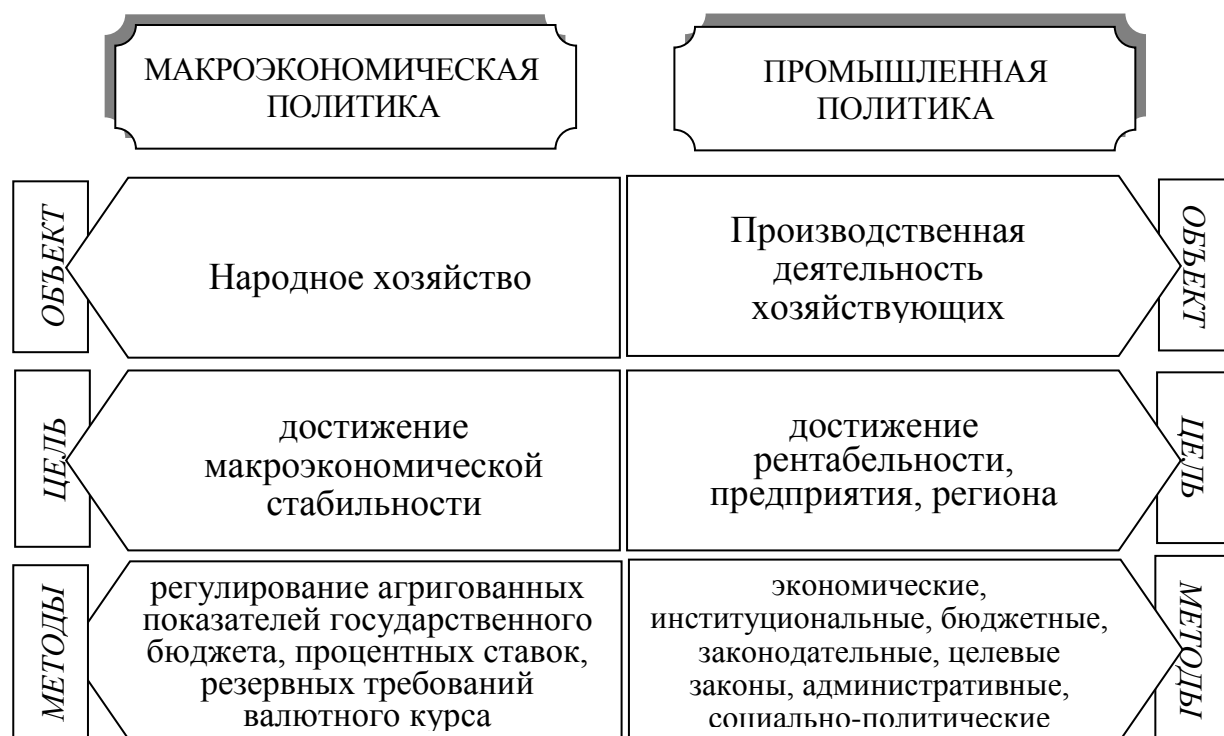 МАКРОЭКОНОМИЧЕСКАЯ
ПОЛИТИКА
ПРОМЫШЛЕННАЯ
ПОЛИТИКА
ОБЪЕКТ
Народное хозяйство
Производственная
деятельность
хозяйствующих
ОБЪЕКТ
ЦЕЛЬ
достижение
макроэкономической
стабильности
достижение
рентабельности,
предприятия, региона
ЦЕЛЬ
МЕТОДЫ
регулирование агригованных
показателей государственного
бюджета, процентных ставок,
резервных требований
валютного курса
экономические,
институциональные, бюджетные,
законодательные, целевые
законы, административные,
социально-политические
МЕТОДЫ